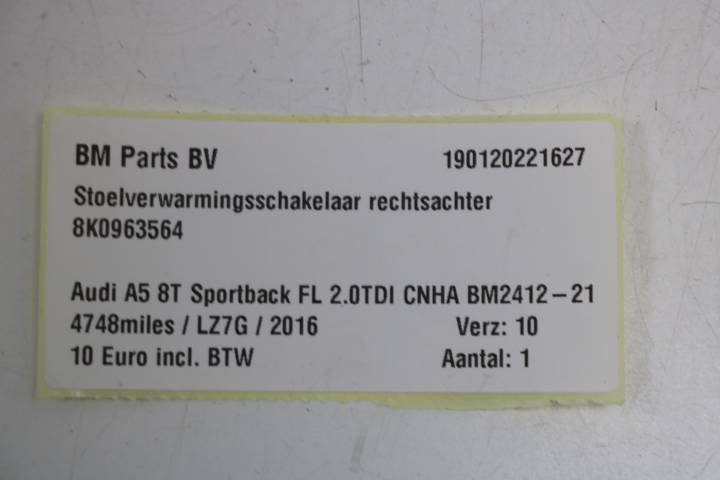 BM Parts BV 190120221627
Stoelverwarmingsschakelaar rechtsachter
8K0963564
Audi A5 8T Sportback FL 2.0TDI CNHA BM2412-21
4748miles / LZ7G / 2016 Verz: 10
10 Euro incl. BTW Aantal: 1